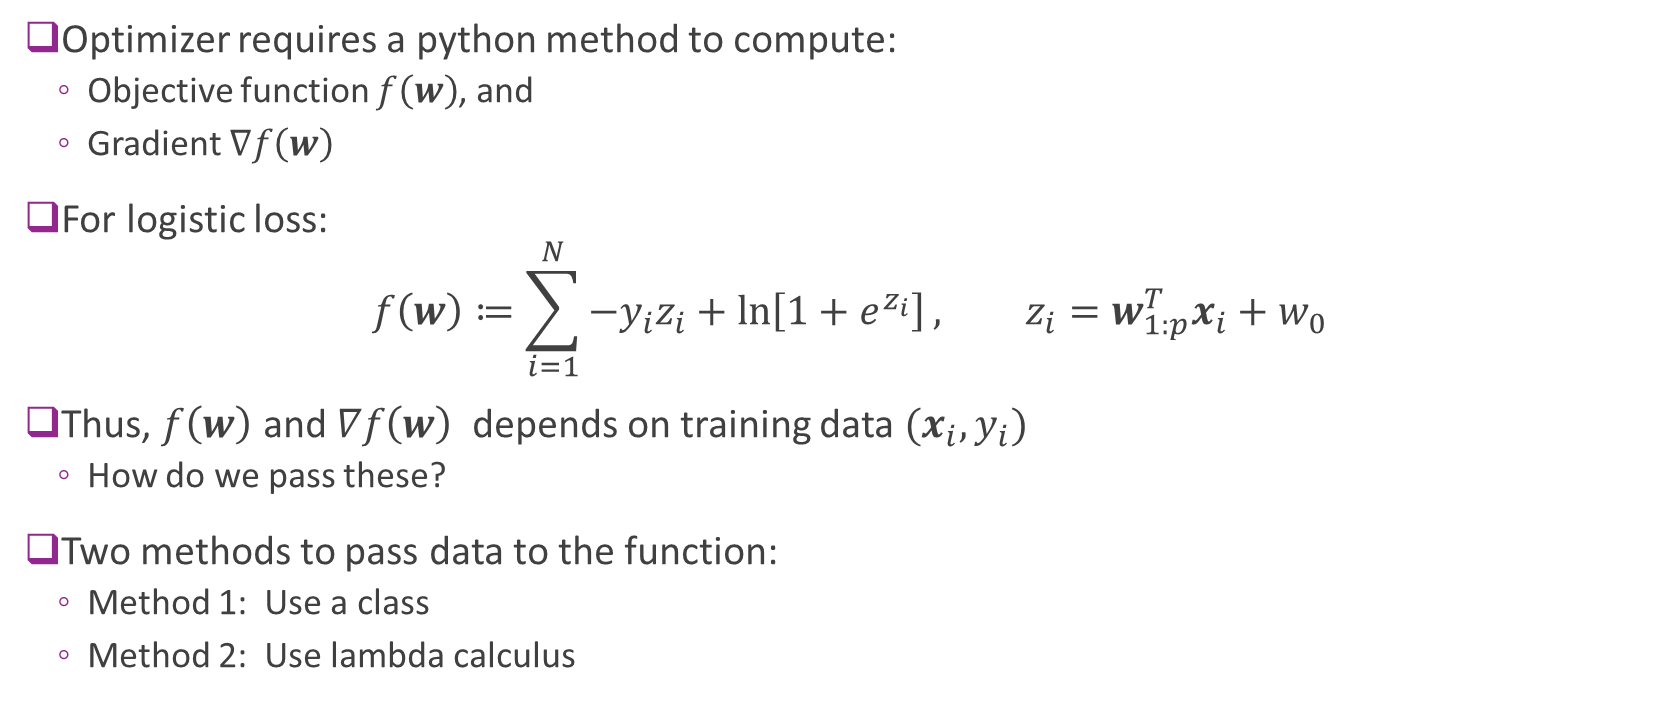 ❑Optimizer requires a python method to compute:
◦ Objective function f(w), and
◦ Gradient ∇f(w)
❑For logistic loss:
f(w) ≔ ∑_{i=1}^{N} −y_i z_i + ln[1 + e^{z_i}], z_i = w_{1:p}^T x_i + w_0
❑Thus, f(w) and ∇f(w) depends on training data (x_i, y_i)
◦ How do we pass these?
❑Two methods to pass data to the function:
◦ Method 1: Use a class
◦ Method 2: Use lambda calculus